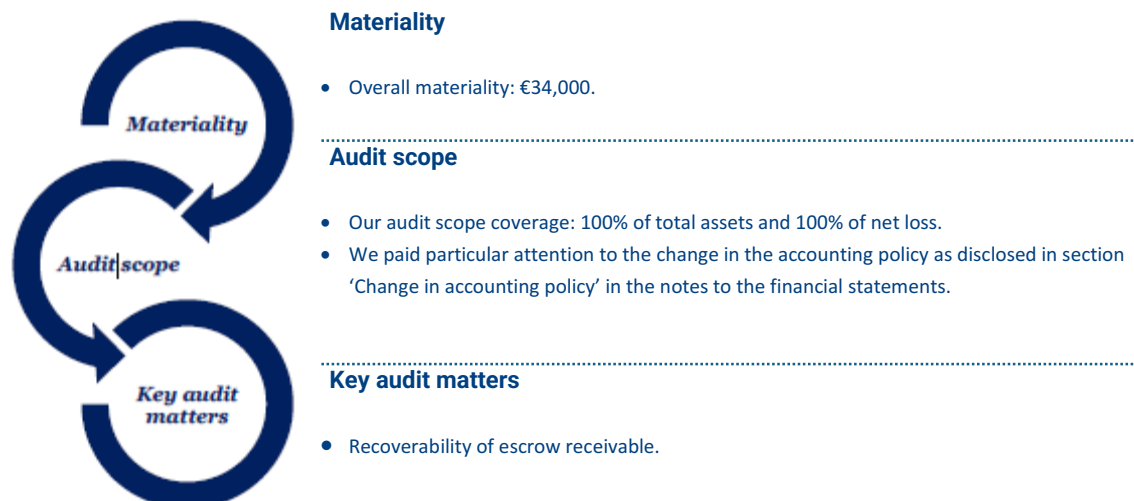 Materiality
• Overall materiality: €34,000.
Materiality
Audit scope
• Our audit scope coverage: 100% of total assets and 100% of net loss.
• We paid particular attention to the change in the accounting policy as disclosed in section
‘Change in accounting policy’ in the notes to the financial statements.
Audit scope
Key audit matters
• Recoverability of escrow receivable.
Key audit
matters